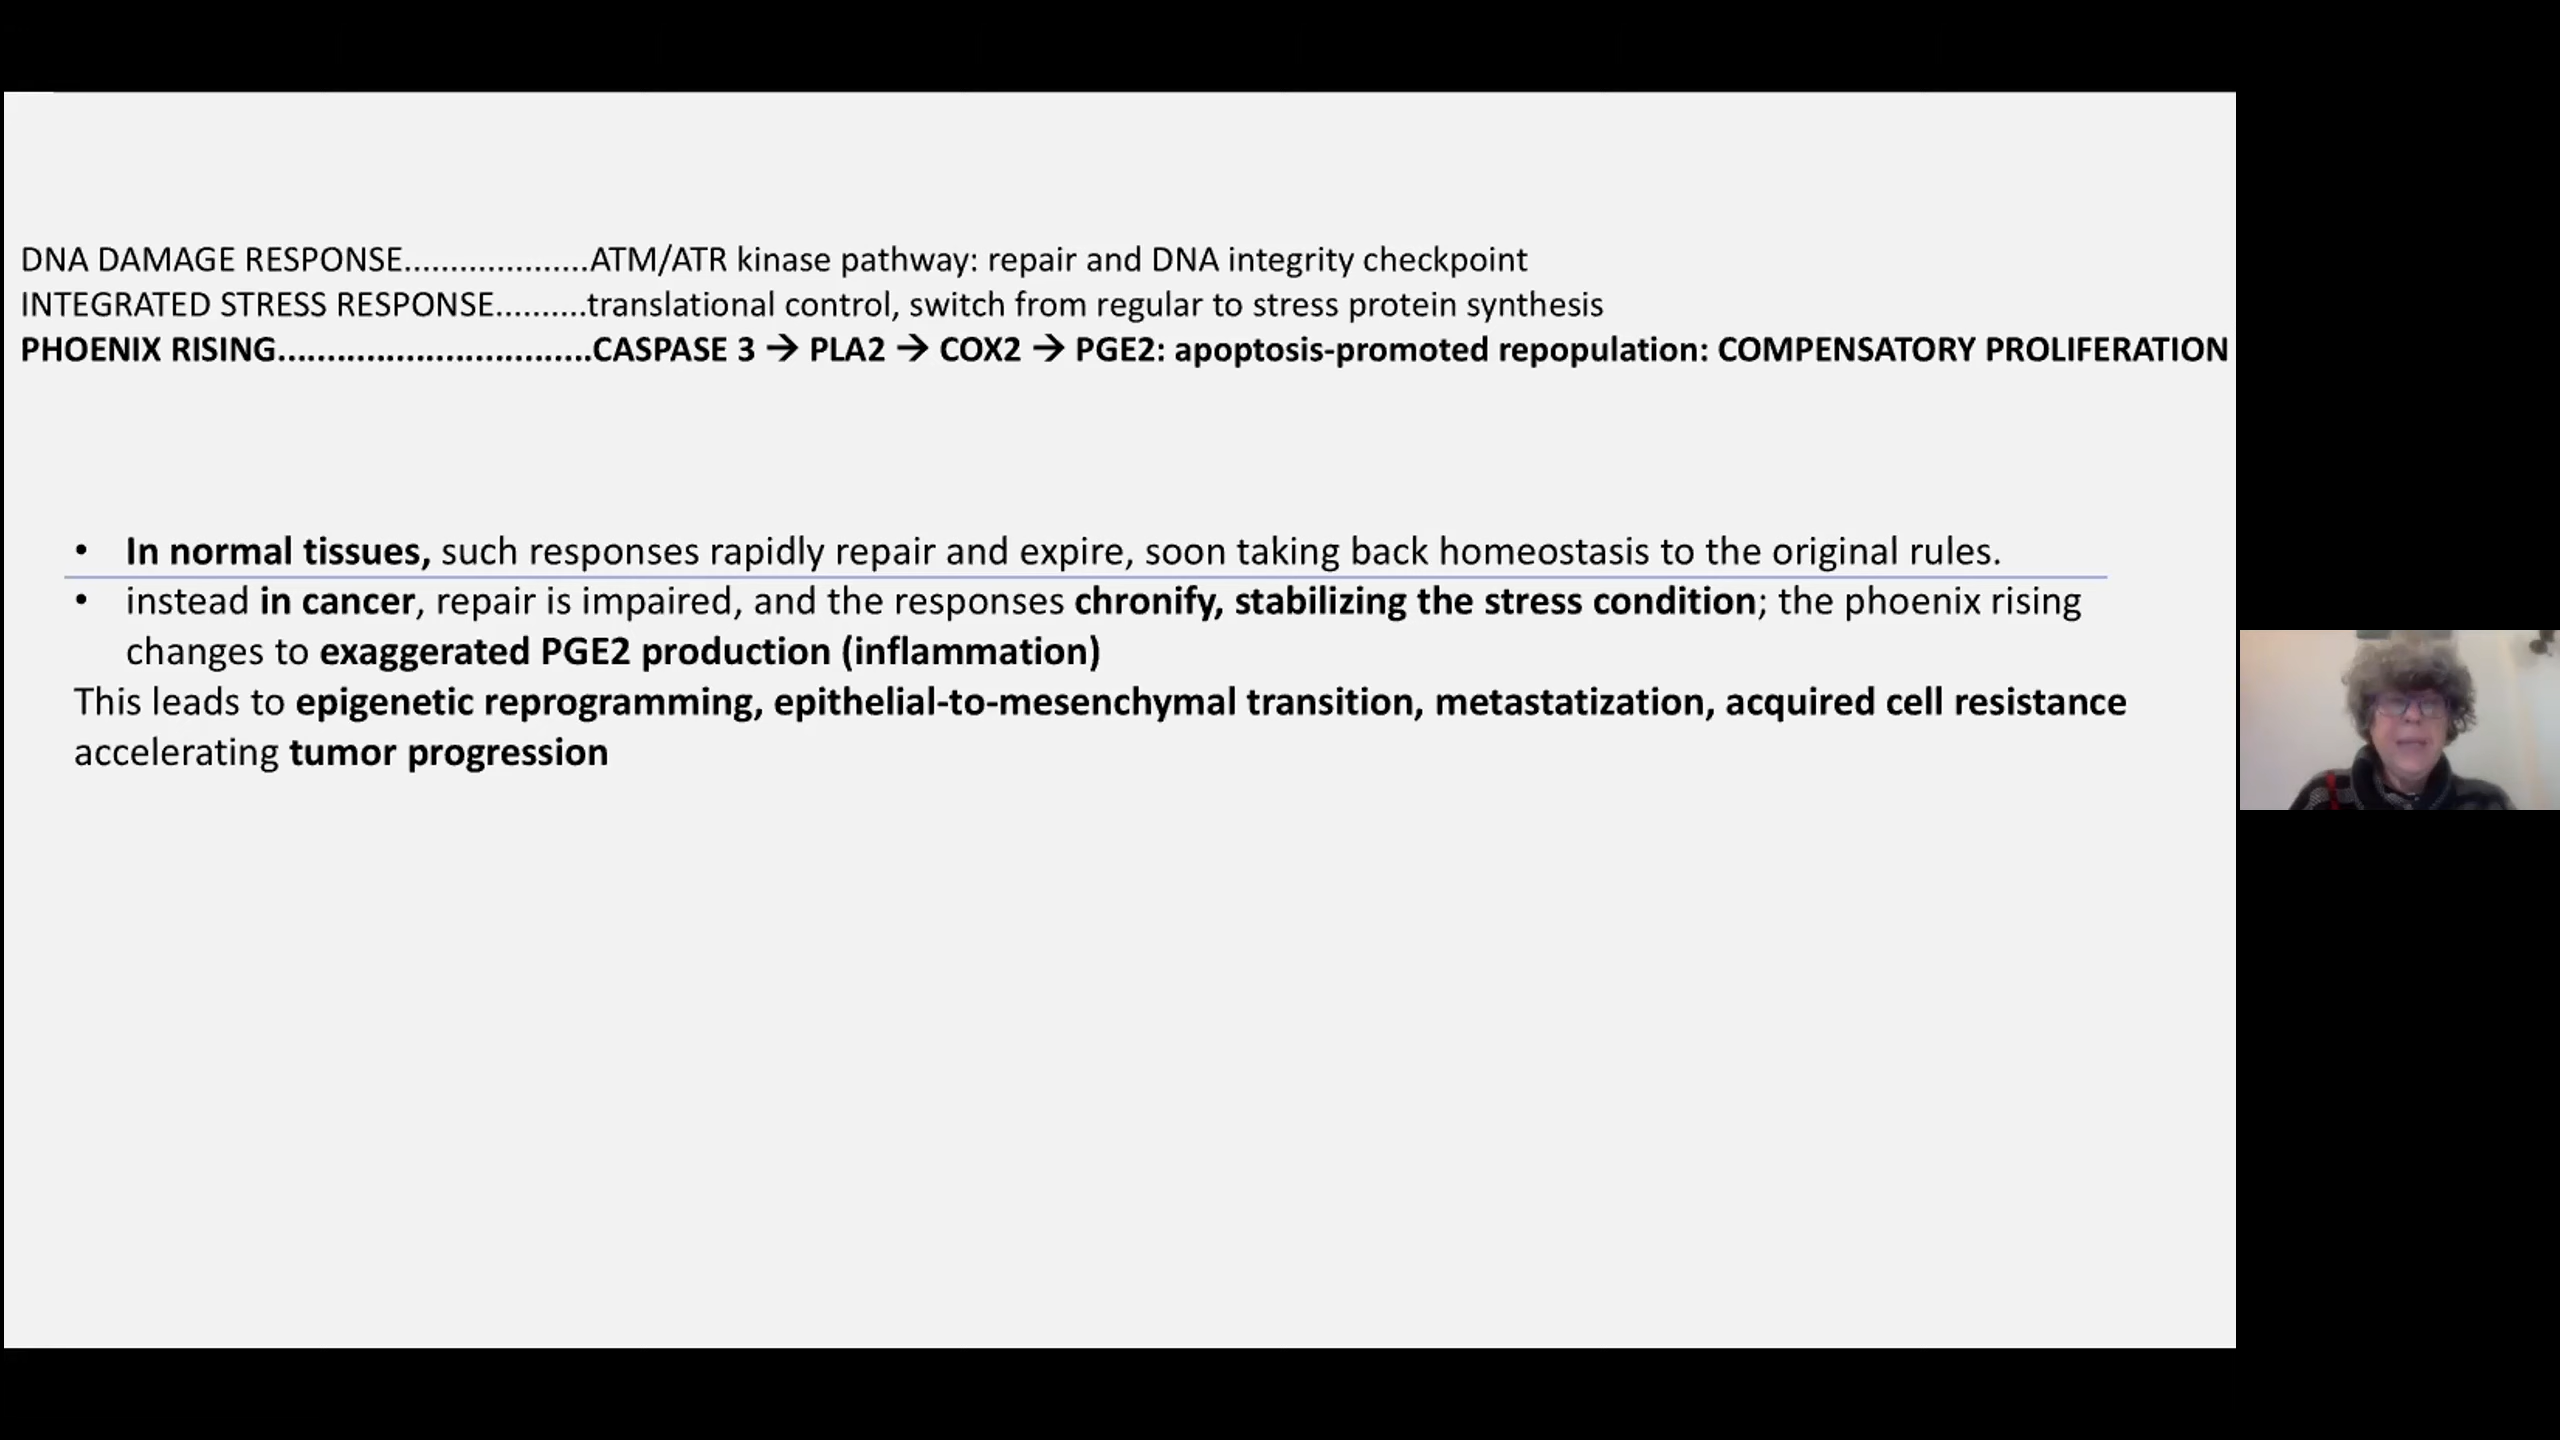 DNA DAMAGE RESPONSE....................ATM/ATR kinase pathway: repair and DNA integrity checkpoint
INTEGRATED STRESS RESPONSE..........translational control, switch from regular to stress protein synthesis
PHOENIX RISING................................CASPASE 3 → PLA2 → COX2 → PGE2: apoptosis-promoted repopulation: COMPENSATORY PROLIFERATION
• In normal tissues, such responses rapidly repair and expire, soon taking back homeostasis to the original rules.
• instead in cancer, repair is impaired, and the responses chronify, stabilizing the stress condition; the phoenix rising
changes to exaggerated PGE2 production (inflammation)
This leads to epigenetic reprogramming, epithelial-to-mesenchymal transition, metastatization, acquired cell resistance
accelerating tumor progression